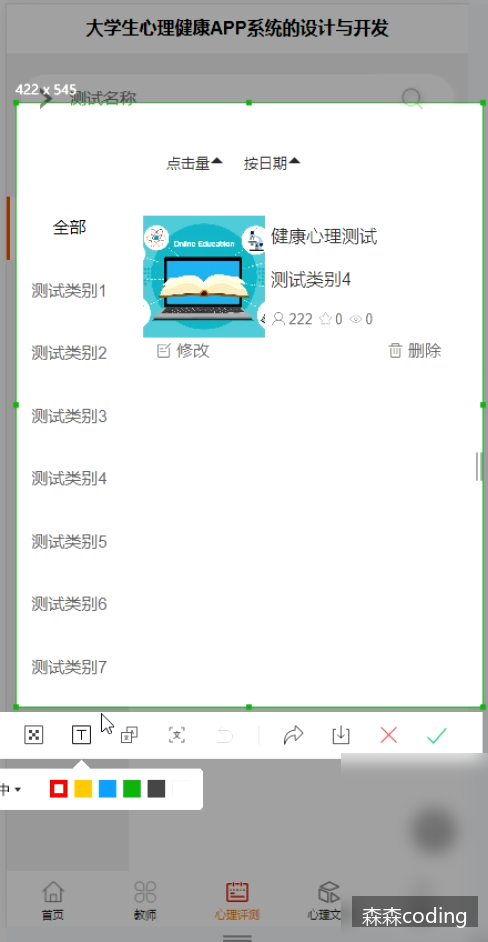 大学生心理健康APP系统的设计与开发
422 x 545
测试名称
点击量 按日期
全部
Online Education
健康心理测试
测试类别4
222 0 0
修改 删除
测试类别1
测试类别2
测试类别3
测试类别4
测试类别5
测试类别6
测试类别7
T
中
首页 教师 心理评测 心理文
森森coding